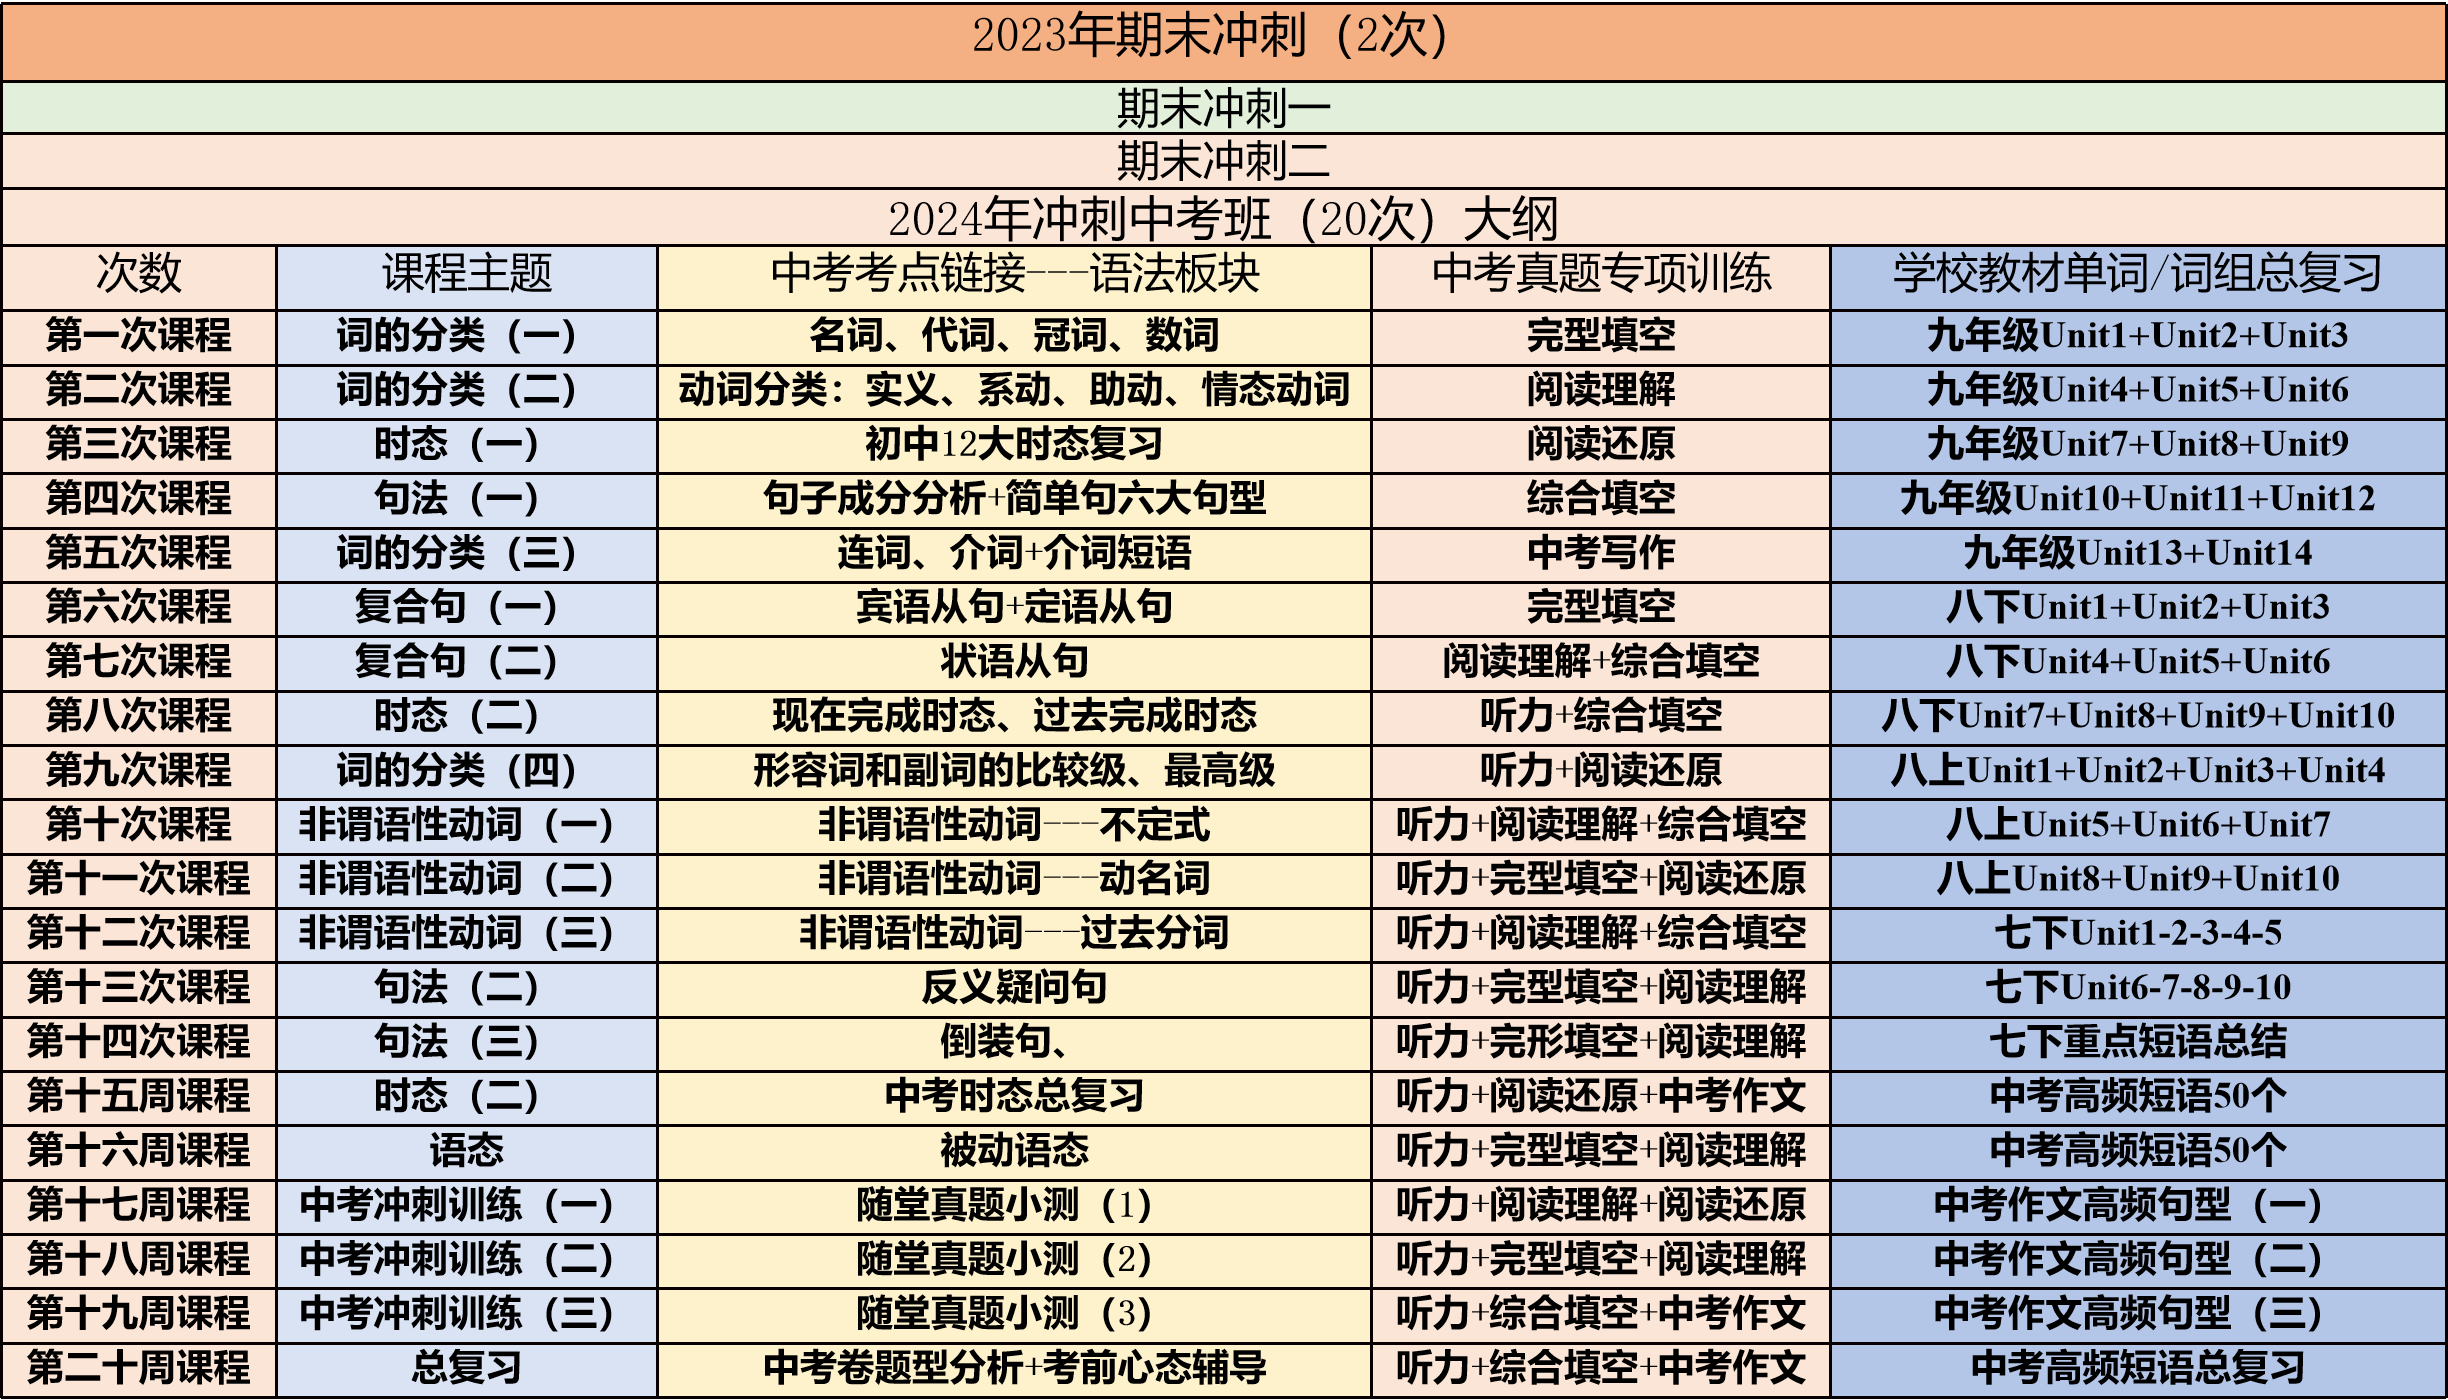 2023年期末冲刺（2次）
期末冲刺一
期末冲刺二
2024年冲刺中考班（20次）大纲
次数 课程主题 中考考点链接---语法板块 中考真题专项训练 学校教材单词/词组总复习
第一次课程 词的分类（一） 名词、代词、冠词、数词 完型填空 九年级Unit1+Unit2+Unit3
第二次课程 词的分类（二） 动词分类：实义、系动、助动、情态动词 阅读理解 九年级Unit4+Unit5+Unit6
第三次课程 时态（一） 初中12大时态复习 阅读还原 九年级Unit7+Unit8+Unit9
第四次课程 句法（一） 句子成分分析+简单句六大句型 综合填空 九年级Unit10+Unit11+Unit12
第五次课程 词的分类（三） 连词、介词+介词短语 中考写作 九年级Unit13+Unit14
第六次课程 复合句（一） 宾语从句+定语从句 完型填空 八下Unit1+Unit2+Unit3
第七次课程 复合句（二） 状语从句 阅读理解+综合填空 八下Unit4+Unit5+Unit6
第八次课程 时态（二） 现在完成时态、过去完成时态 听力+综合填空 八下Unit7+Unit8+Unit9+Unit10
第九次课程 词的分类（四） 形容词和副词的比较级、最高级 听力+阅读还原 八上Unit1+Unit2+Unit3+Unit4
第十次课程 非谓语性动词（一） 非谓语性动词---不定式 听力+阅读理解+综合填空 八上Unit5+Unit6+Unit7
第十一次课程 非谓语性动词（二） 非谓语性动词---动名词 听力+完型填空+阅读还原 八上Unit8+Unit9+Unit10
第十二次课程 非谓语性动词（三） 非谓语性动词---过去分词 听力+阅读理解+综合填空 七下Unit1-2-3-4-5
第十三次课程 句法（二） 反义疑问句 听力+完型填空+阅读理解 七下Unit6-7-8-9-10
第十四次课程 句法（三） 倒装句、 听力+完形填空+阅读理解 七下重点短语总结
第十五周课程 时态（二） 中考时态总复习 听力+阅读还原+中考作文 中考高频短语50个
第十六周课程 语态 被动语态 听力+完型填空+阅读理解 中考高频短语50个
第十七周课程 中考冲刺训练（一） 随堂真题小测（1） 听力+阅读理解+阅读还原 中考作文高频句型（一）
第十八周课程 中考冲刺训练（二） 随堂真题小测（2） 听力+完型填空+阅读理解 中考作文高频句型（二）
第十九周课程 中考冲刺训练（三） 随堂真题小测（3） 听力+综合填空+中考作文 中考作文高频句型（三）
第二十周课程 总复习 中考卷题型分析+考前心态辅导 听力+综合填空+中考作文 中考高频短语总复习